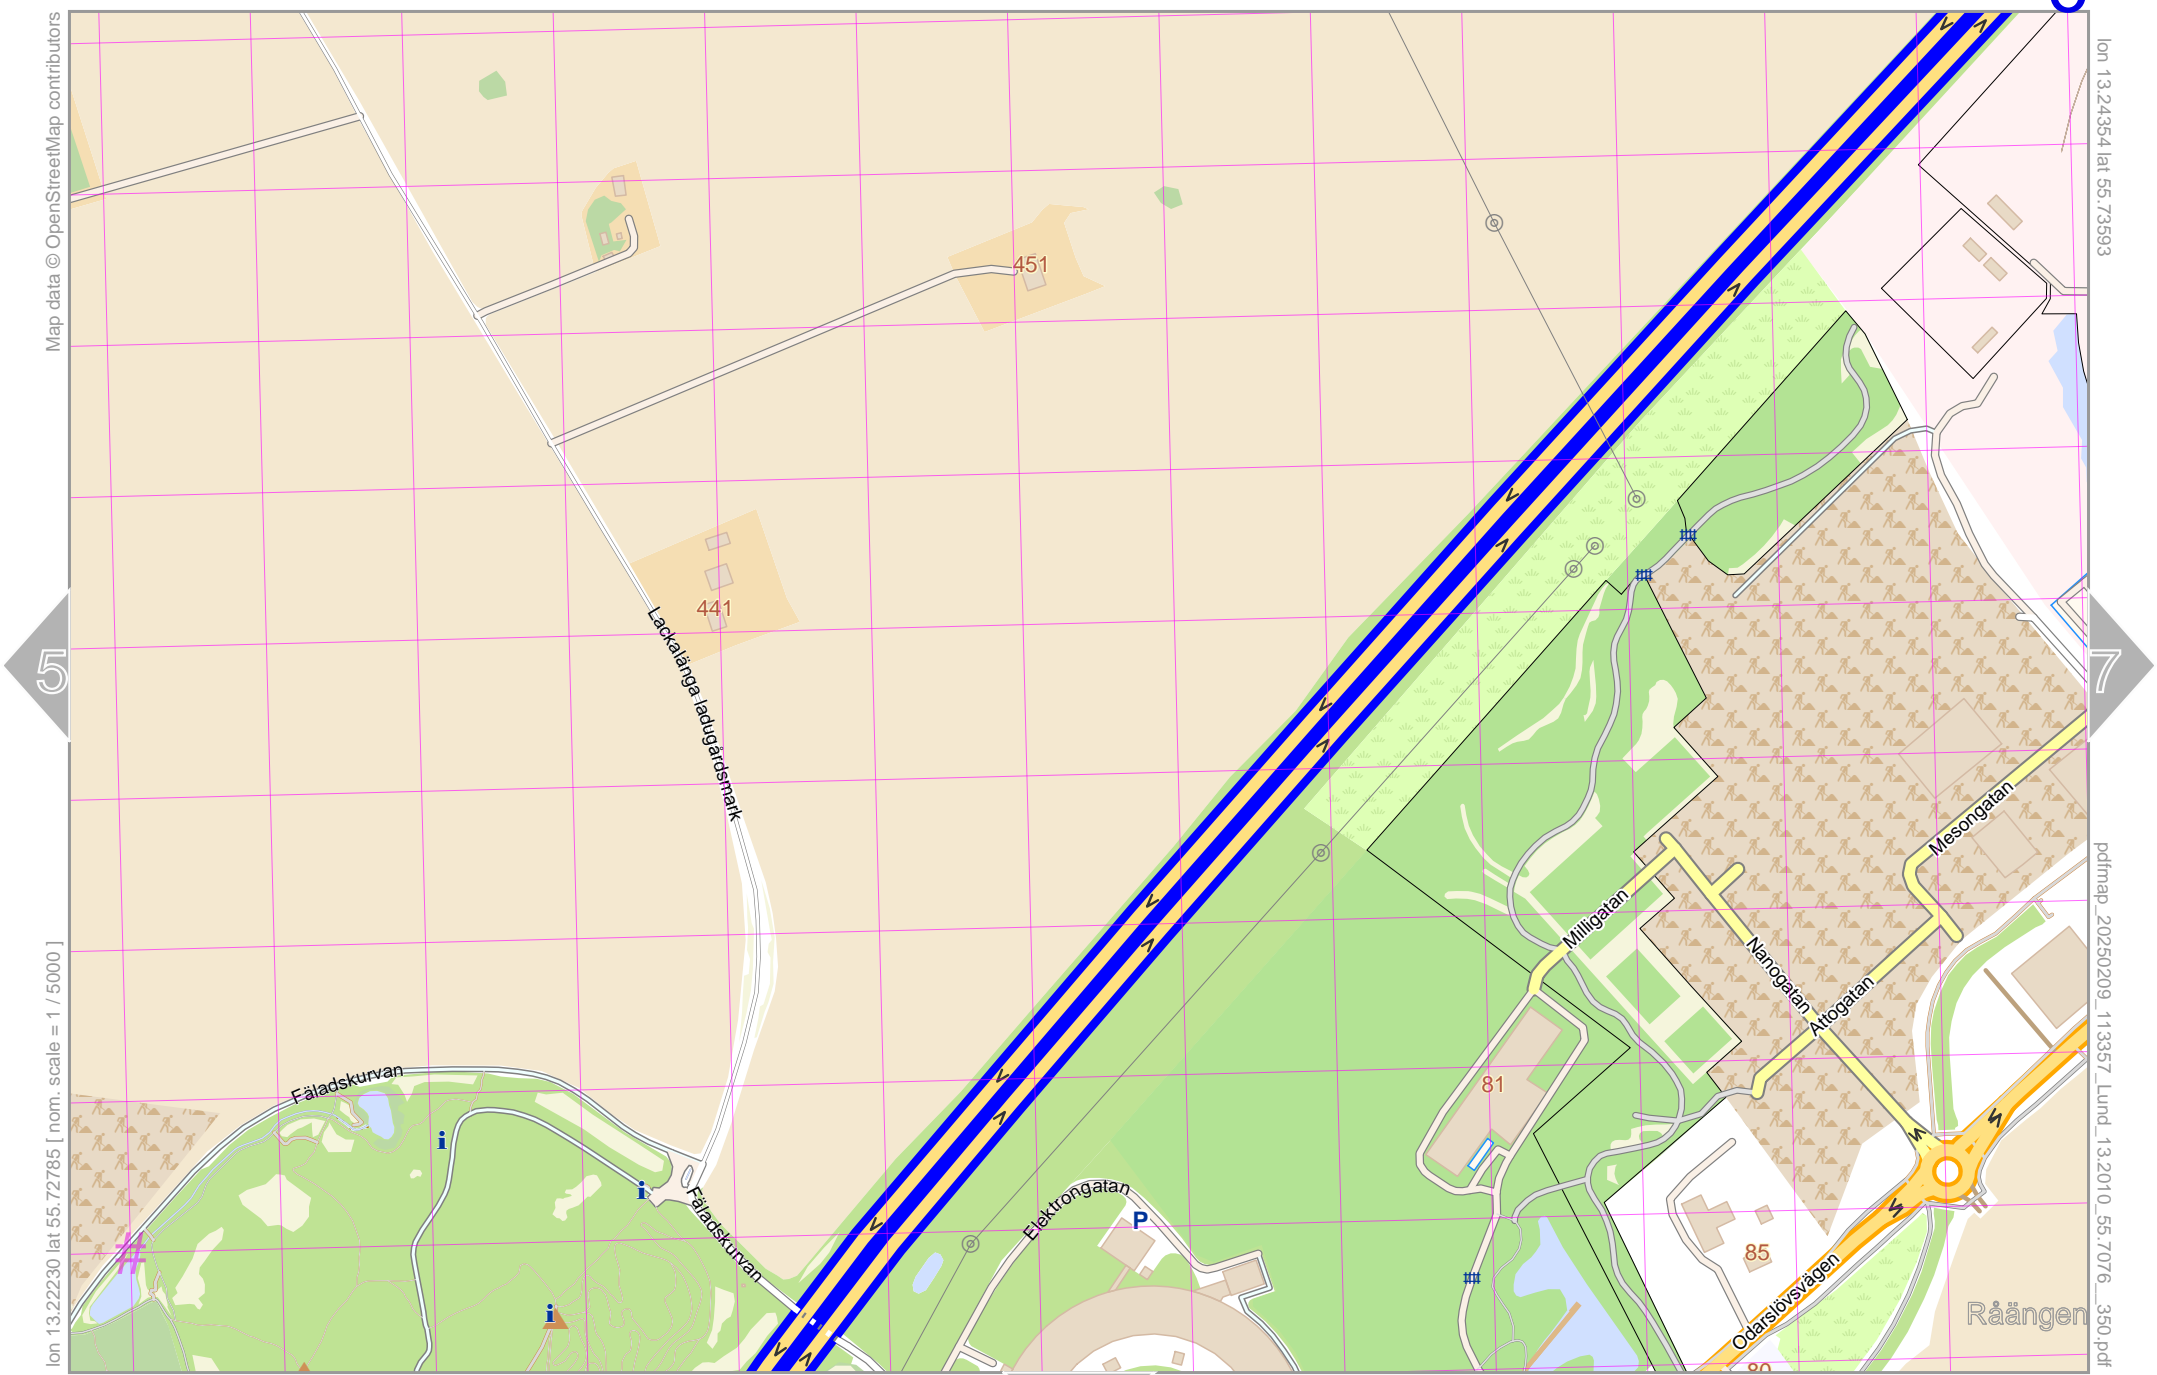 Map data © OpenStreetMap contributors
lon 13.22230 lat 55.72785 [ nom. scale = 1 / 5000 ]
lon 13.24354 lat 55.73593
pdfmap_20250209_113357_Lund_13.2010_55.7076__350.pdf
5
7
451
441
Lackalänga ladugårdsmark
Fäladskurvan
Fäladskurvan
Elektrongatan
P
i
i
i
#
81
85
80
Milligatan
Nanogatan
Attogatan
Mesongatan
Odarslövsvägen
Råängen